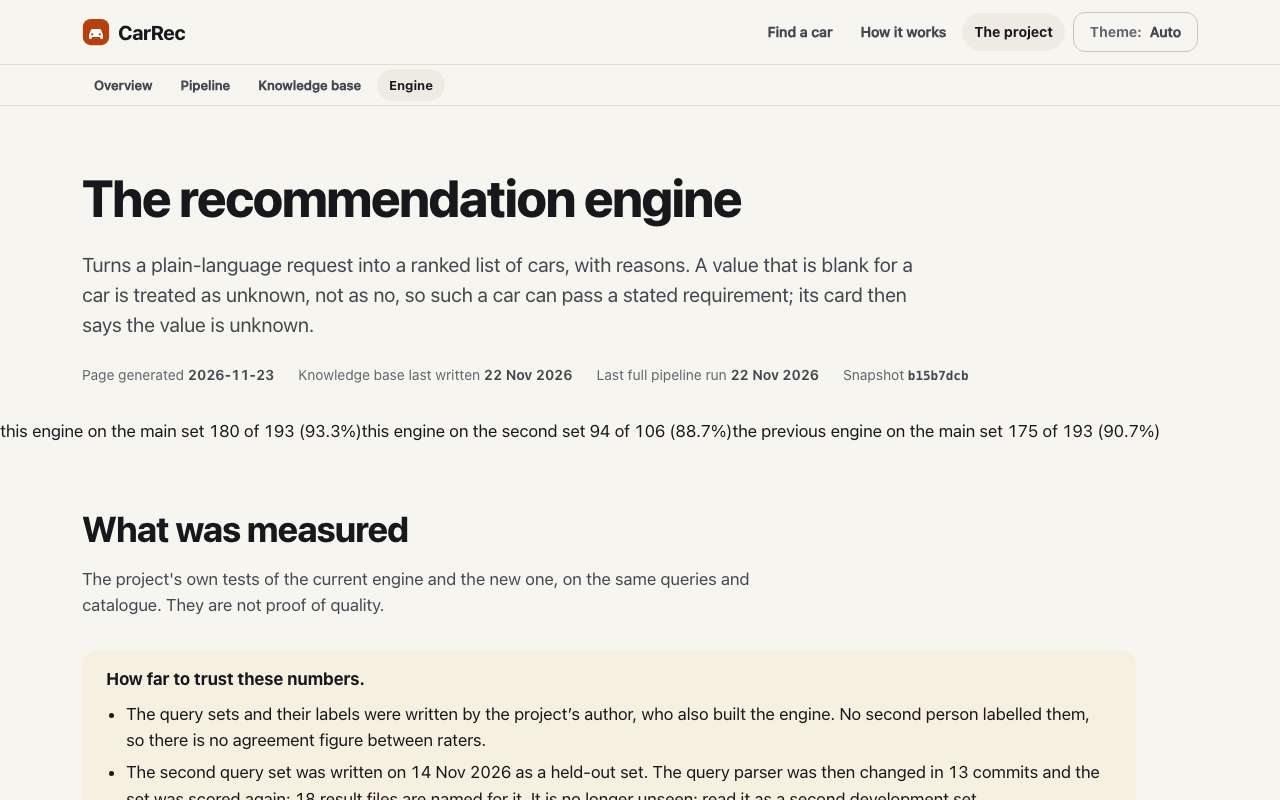 CarRec
Find a car
How it works
The project
Theme: Auto
Overview
Pipeline
Knowledge base
Engine
The recommendation engine
Turns a plain-language request into a ranked list of cars, with reasons. A value that is blank for a
car is treated as unknown, not as no, so such a car can pass a stated requirement; its card then
says the value is unknown.
Page generated 2026-11-23 Knowledge base last written 22 Nov 2026 Last full pipeline run 22 Nov 2026 Snapshot b15b7dcb
this engine on the main set 180 of 193 (93.3%)this engine on the second set 94 of 106 (88.7%)the previous engine on the main set 175 of 193 (90.7%)
What was measured
The project's own tests of the current engine and the new one, on the same queries and
catalogue. They are not proof of quality.
How far to trust these numbers.
• The query sets and their labels were written by the project’s author, who also built the engine. No second person labelled them,
so there is no agreement figure between raters.
• The second query set was written on 14 Nov 2026 as a held-out set. The query parser was then changed in 13 commits and the
set was scored again; 18 result files are named for it. It is no longer unseen; read it as a second development set.